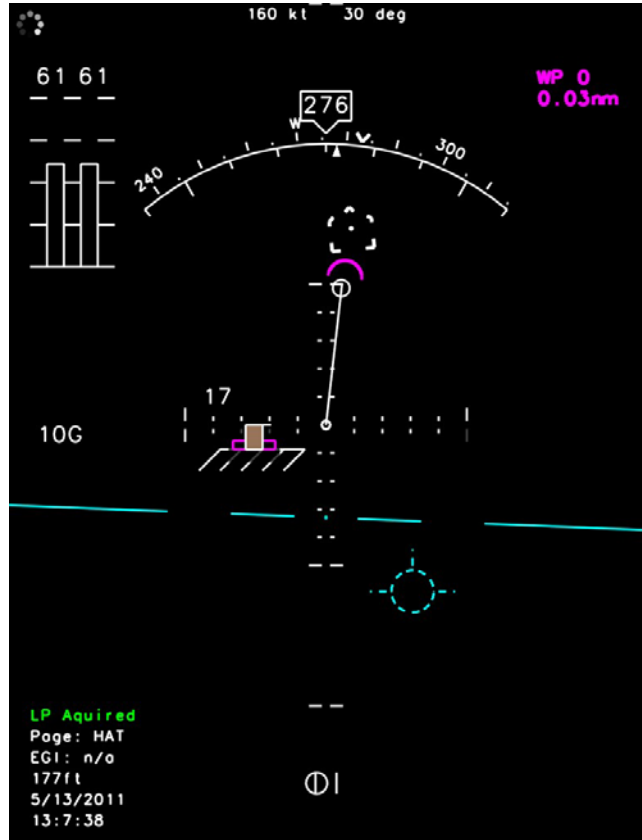 160 kt 30 deg
61 61
WP 0
0.03nm
276
W
240
300
17
10G
LP Aquired
Page: HAT
EGI: n/a
177ft
5/13/2011
13:7:38